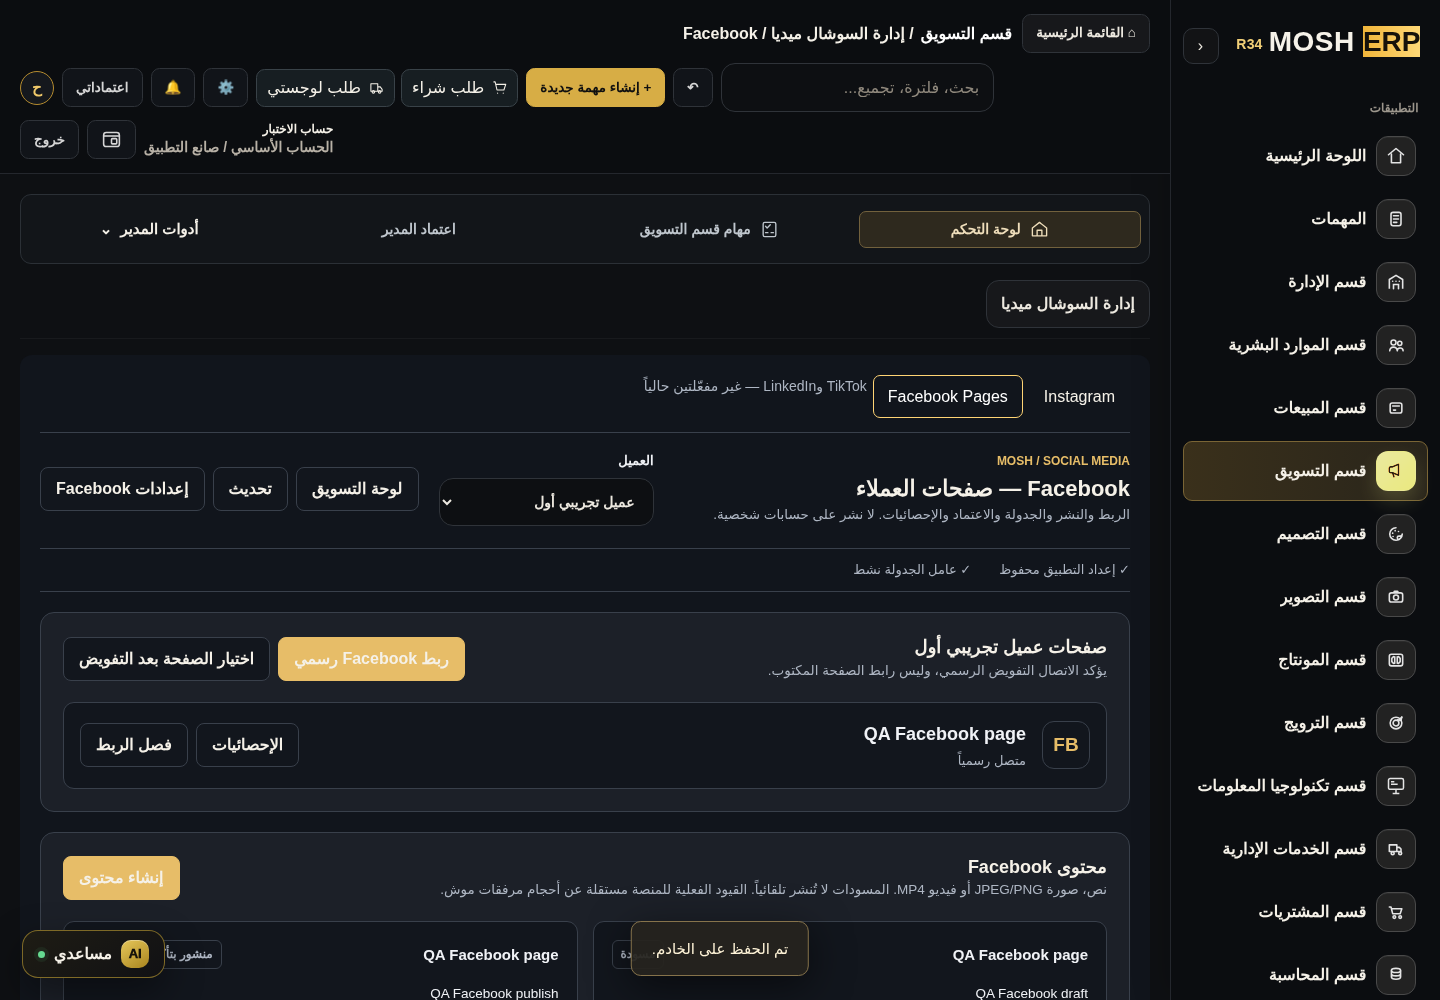 MOSH ERP R34
‹
التطبيقات
اللوحة الرئيسية
المهمات
قسم الإدارة
قسم الموارد البشرية
قسم المبيعات
قسم التسويق
قسم التصميم
قسم التصوير
قسم المونتاج
قسم الترويج
قسم تكنولوجيا المعلومات
قسم الخدمات الإدارية
قسم المشتريات
قسم المحاسبة
⌂ القائمة الرئيسية
قسم التسويق / إدارة السوشال ميديا / Facebook
بحث، فلترة، تجميع...
↶
+ إنشاء مهمة جديدة
طلب شراء
طلب لوجستي
اعتماداتي
ح
حساب الاختبار
الحساب الأساسي / صانع التطبيق
خروج
لوحة التحكم
مهام قسم التسويق
اعتماد المدير
أدوات المدير
إدارة السوشال ميديا
Instagram
Facebook Pages
TikTok وLinkedIn — غير مفعّلتين حالياً
MOSH / SOCIAL MEDIA
Facebook — صفحات العملاء
الربط والنشر والجدولة والاعتماد والإحصائيات. لا نشر على حسابات شخصية.
العميل
عميل تجريبي أول
لوحة التسويق
تحديث
إعدادات Facebook
✓ إعداد التطبيق محفوظ
✓ عامل الجدولة نشط
صفحات عميل تجريبي أول
يؤكد الاتصال التفويض الرسمي، وليس رابط الصفحة المكتوب.
ربط Facebook رسمي
اختيار الصفحة بعد التفويض
FB
QA Facebook page
متصل رسمياً
الإحصائيات
فصل الربط
محتوى Facebook
نص، صورة JPEG/PNG أو فيديو MP4. المسودات لا تُنشر تلقائياً. القيود الفعلية للمنصة مستقلة عن أحجام مرفقات موش.
إنشاء محتوى
QA Facebook page
QA Facebook draft
QA Facebook page
منشور
QA Facebook publish
تم الحفظ على الخادم.
AI مساعدي